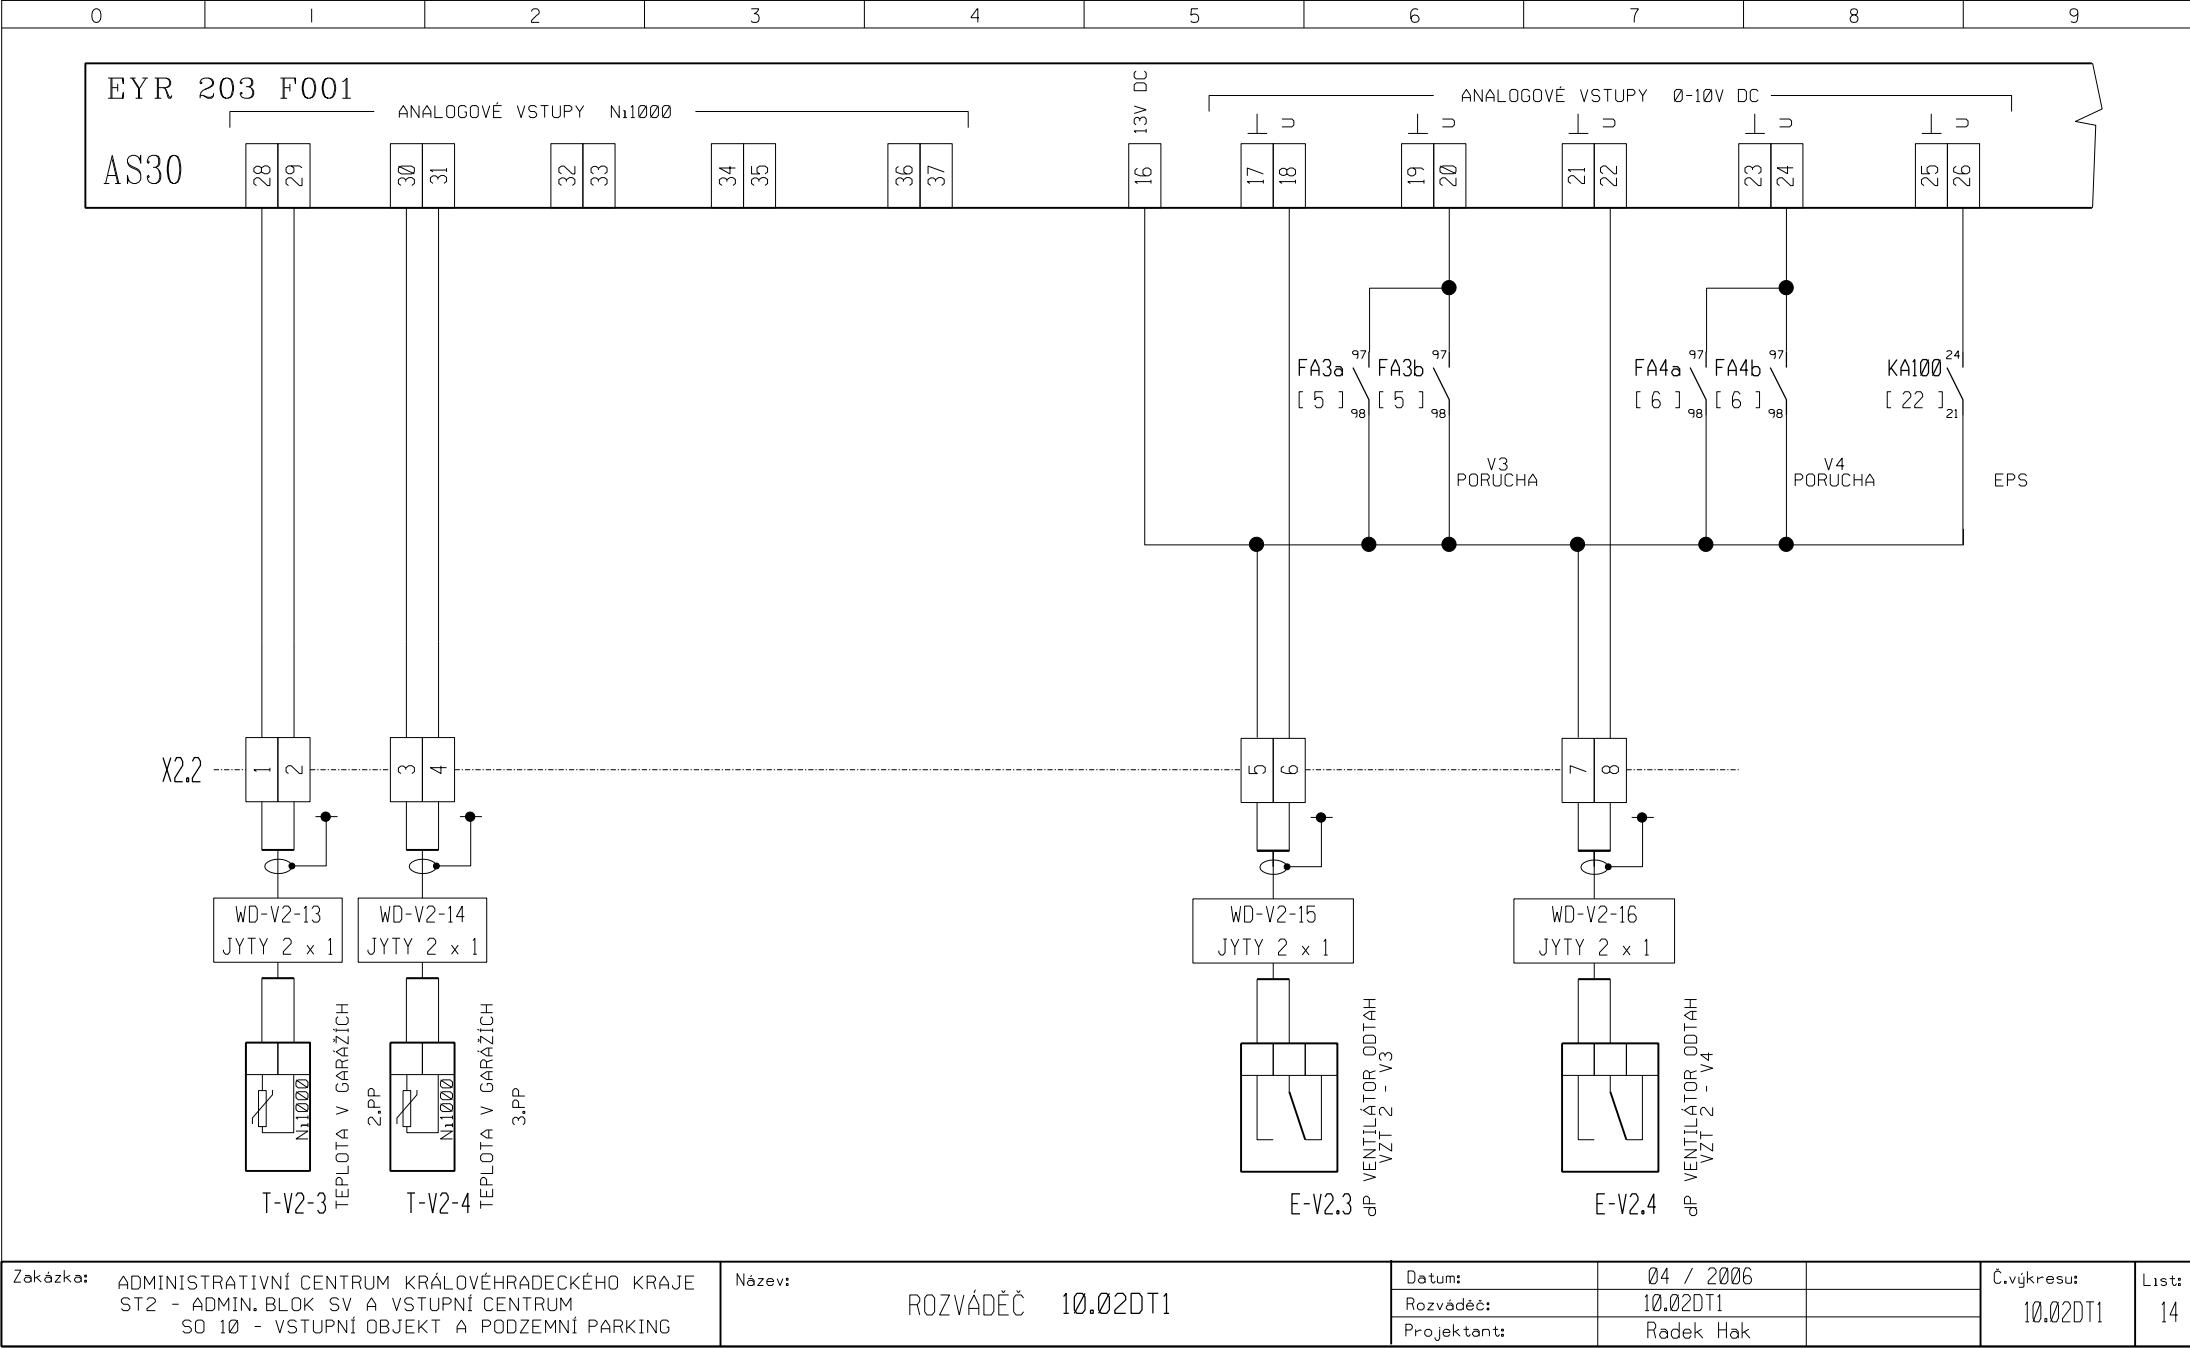 0 1 2 3 4 5 6 7 8 9
EYR 203 F001
AS30
ANALOGOVÉ VSTUPY Ni1000
13V DC
ANALOGOVÉ VSTUPY 0-10V DC
U U U U U
28 29 30 31 32 33 34 35 36 37 16 17 18 19 20 21 22 23 24 25 26
FA3a 97
[ 5 ] 98
FA3b 97
[ 5 ] 98
FA4a 97
[ 6 ] 98
FA4b 97
[ 6 ] 98
KA100 24
[ 22 ] 21
V3
PORUCHA
V4
PORUCHA
EPS
X2.2 1 2 3 4 5 6 7 8
WD-V2-13
JYTY 2 x 1
WD-V2-14
JYTY 2 x 1
WD-V2-15
JYTY 2 x 1
WD-V2-16
JYTY 2 x 1
Ni1000
TEPLOTA V GARÁŽÍCH
2.PP
T-V2-3
Ni1000
TEPLOTA V GARÁŽÍCH
3.PP
T-V2-4
dP VENTILÁTOR ODTAH
VZT 2 - V3
E-V2.3
dP VENTILÁTOR ODTAH
VZT 2 - V4
E-V2.4
Zakázka:
ADMINISTRATIVNÍ CENTRUM KRÁLOVÉHRADECKÉHO KRAJE
ST2 - ADMIN. BLOK SV A VSTUPNÍ CENTRUM
SO 10 - VSTUPNÍ OBJEKT A PODZEMNÍ PARKING
Název:
ROZVÁDĚČ 10.02DT1
Datum: 04 / 2006
Rozváděč: 10.02DT1
Projektant: Radek Hak
Č.výkresu:
10.02DT1
List:
14